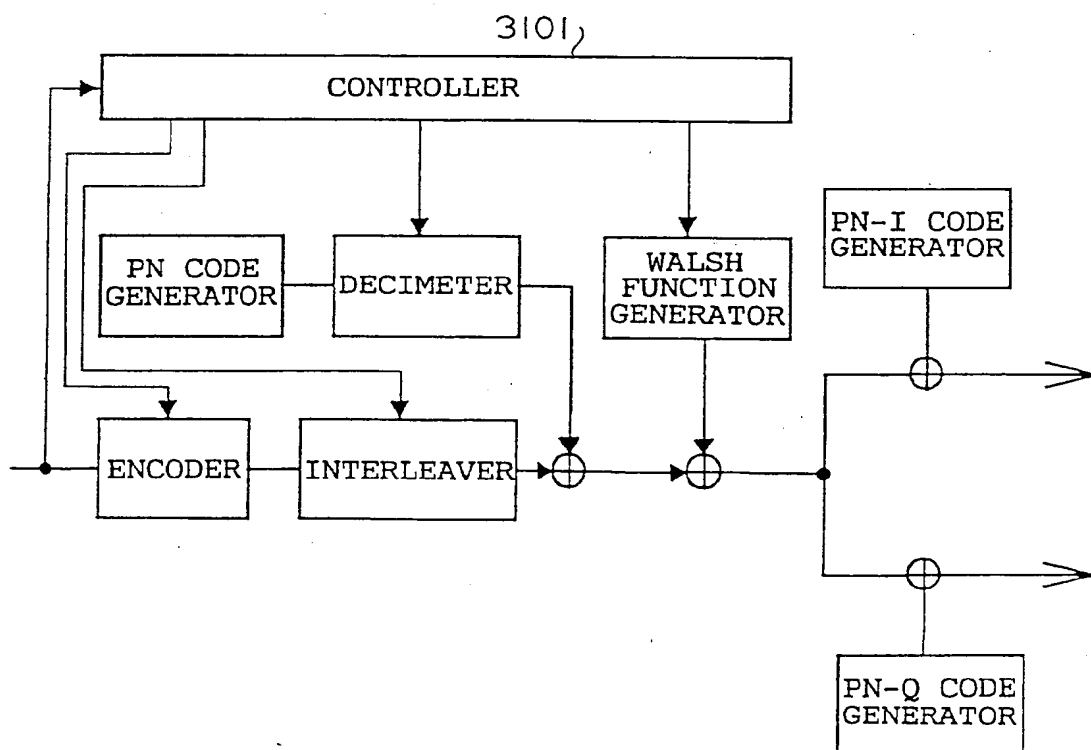 3101
CONTROLLER
PN-I CODE
GENERATOR
PN CODE
GENERATOR
DECIMETER
WALSH
FUNCTION
GENERATOR
ENCODER
INTERLEAVER
PN-Q CODE
GENERATOR